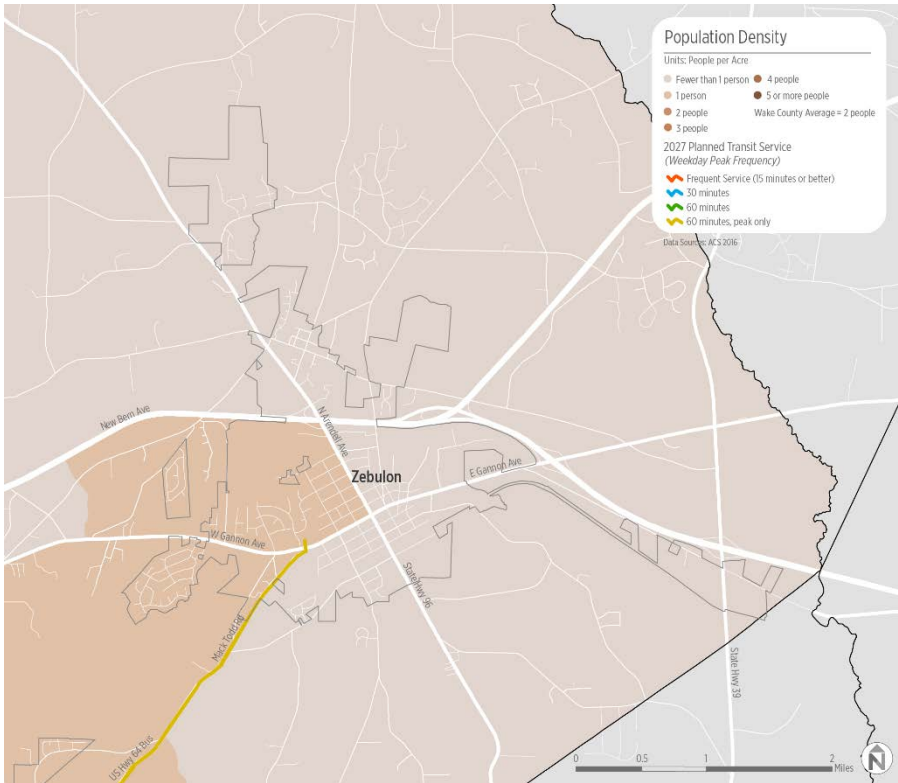 Population Density
Units: People per Acre
Fewer than 1 person
1 person
2 people
3 people
4 people
5 or more people
Wake County Average = 2 people
2027 Planned Transit Service
(Weekday Peak Frequency)
Frequent Service (15 minutes or better)
30 minutes
60 minutes
60 minutes, peak only
Data Sources: ACS 2016
New Bern Ave
N Arendell Ave
E Gannon Ave
Zebulon
W Gannon Ave
State Hwy 96
Mack Todd Rd
State Hwy 39
US Hwy 64 Bus
0 0.5 1 2
Miles
N